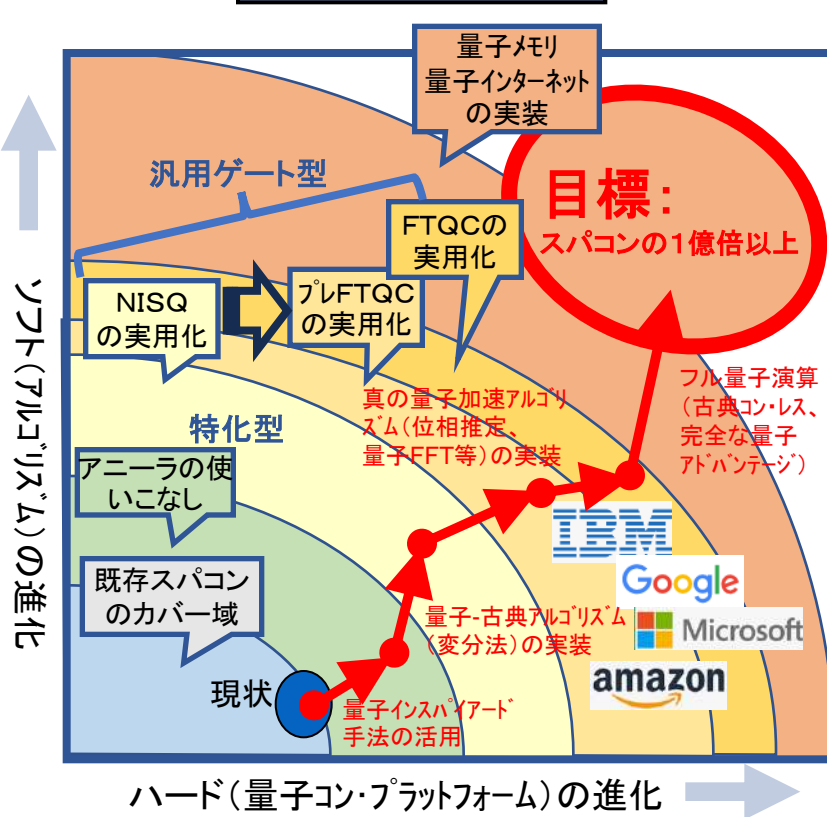 量子メモリ
量子インターネット
の実装
汎用ゲート型
目標：
スパコンの１億倍以上
FTQCの
実用化
NISQ
の実用化
プレFTQC
の実用化
ソフト（アルゴリズム）の進化
真の量子加速アルゴリ
ズム（位相推定、
量子FFT等）の実装
フル量子演算
（古典コン・レス、
完全な量子
アドバンテージ）
特化型
アニーラの使
いこなし
IBM
Google
Microsoft
amazon
既存スパコン
のカバー域
量子-古典アルゴリズム
（変分法）の実装
現状
量子インスパイアード
手法の活用
ハード（量子コン・プラットフォーム）の進化